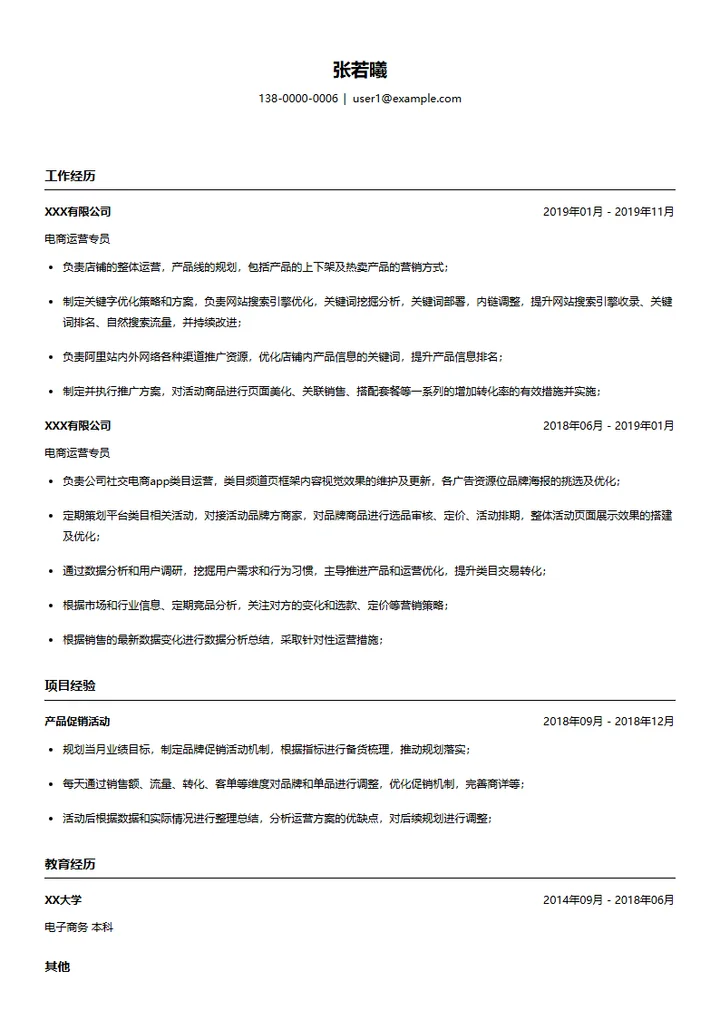 张若曦
138-0000-0006 | user1@example.com
工作经历
XXX有限公司 2019年01月 - 2019年11月
电商运营专员
• 负责店铺的整体运营，产品线的规划，包括产品的上下架及热卖产品的营销方式；
• 制定关键字优化策略和方案，负责网站搜索引擎优化，关键词挖掘分析，关键词部署，内链调整，提升网站搜索引擎收录、关键
词排名、自然搜索流量，并持续改进；
• 负责阿里站内外网络各种渠道推广资源，优化店铺内产品信息的关键词，提升产品信息排名；
• 制定并执行推广方案，对活动商品进行页面美化、关联销售、搭配套餐等一系列的增加转化率的有效措施并实施；
XXX有限公司 2018年06月 - 2019年01月
电商运营专员
• 负责公司社交电商app类目运营，类目频道页框架内容视觉效果的维护及更新，各广告资源位品牌海报的挑选及优化；
• 定期策划平台类目相关活动，对接活动品牌方商家，对品牌商品进行选品审核、定价、活动排期，整体活动页面展示效果的搭建
及优化；
• 通过数据分析和用户调研，挖掘用户需求和行为习惯，主导推进产品和运营优化，提升类目交易转化；
• 根据市场和行业信息、定期竞品分析，关注对方的变化和选款、定价等营销策略；
• 根据销售的最新数据变化进行数据分析总结，采取针对性运营措施；
项目经验
产品促销活动 2018年09月 - 2018年12月
• 规划当月业绩目标，制定品牌促销活动机制，根据指标进行备货梳理，推动规划落实；
• 每天通过销售额、流量、转化、客单等维度对品牌和单品进行调整，优化促销机制，完善商详等；
• 活动后根据数据和实际情况进行整理总结，分析运营方案的优缺点，对后续规划进行调整；
教育经历
XX大学 2014年09月 - 2018年06月
电子商务 本科
其他